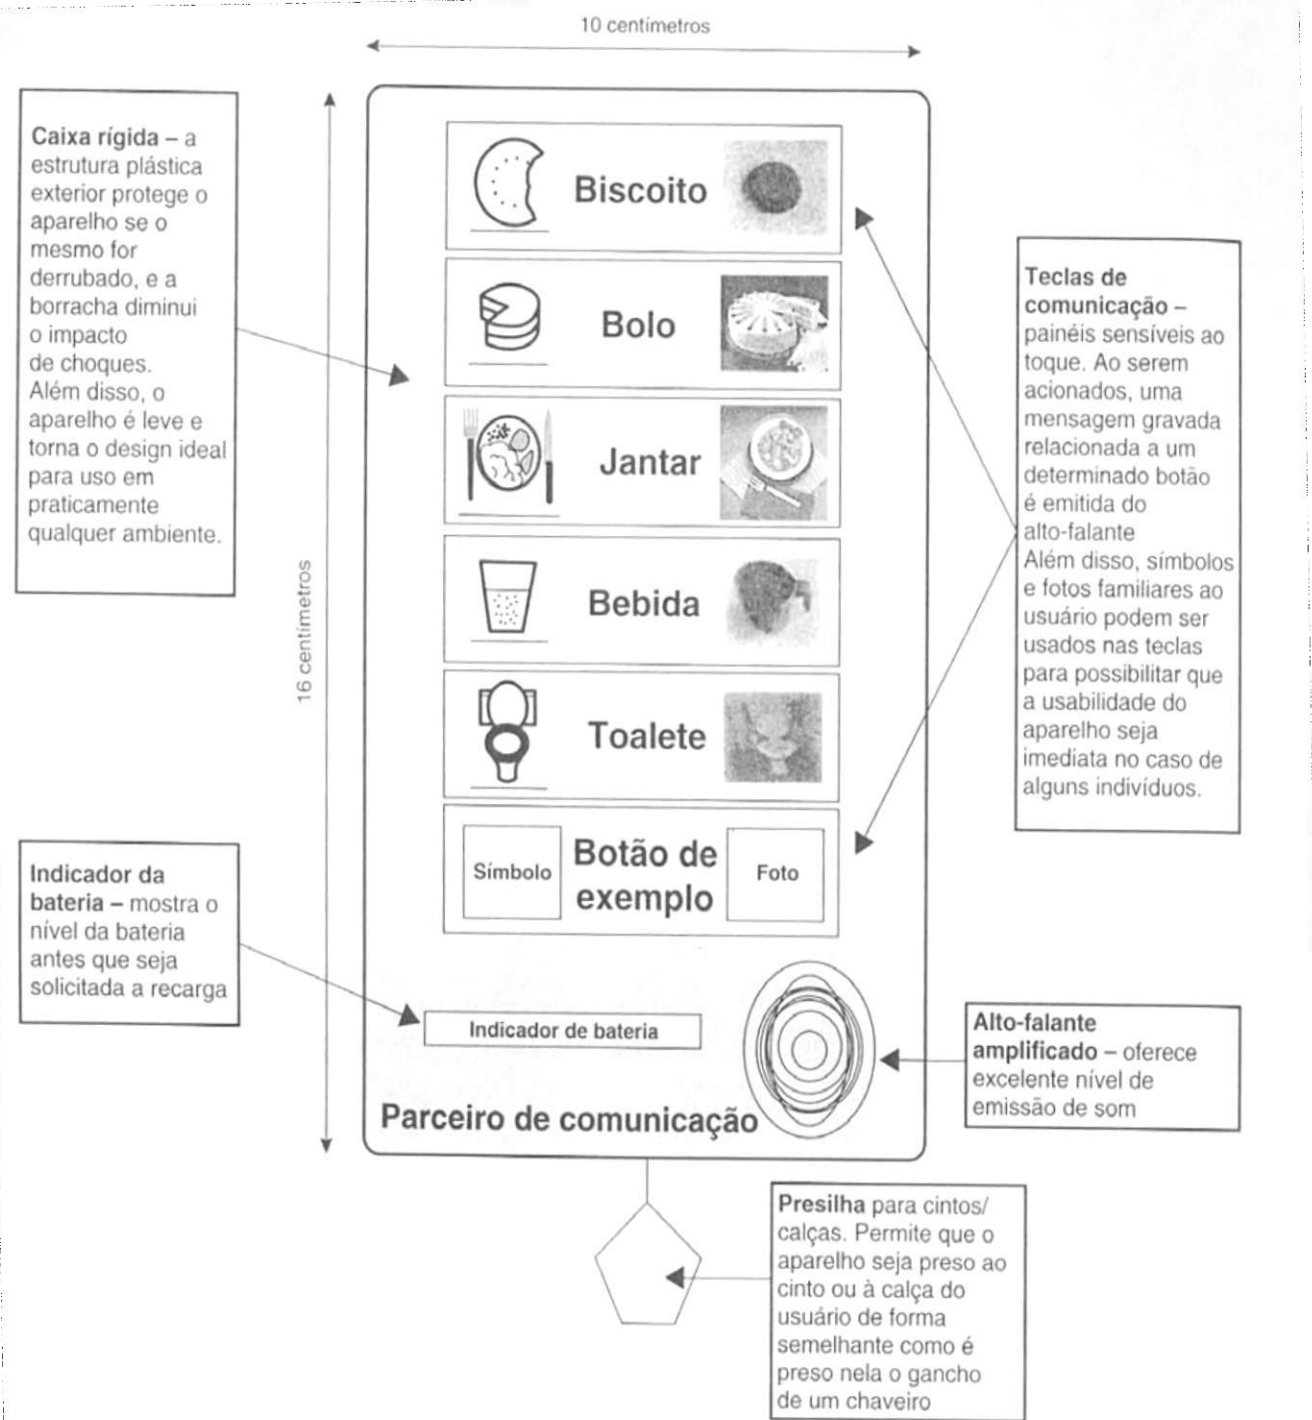 10 centímetros
Caixa rígida – a
estrutura plástica
exterior protege o
aparelho se o
mesmo for
derrubado, e a
borracha diminui
o impacto
de choques.
Além disso, o
aparelho é leve e
torna o design ideal
para uso em
praticamente
qualquer ambiente.
16 centímetros
Biscoito
Bolo
Jantar
Bebida
Toalete
Símbolo
Botão de
exemplo
Foto
Teclas de
comunicação –
painéis sensíveis ao
toque. Ao serem
acionados, uma
mensagem gravada
relacionada a um
determinado botão
é emitida do
alto-falante
Além disso, símbolos
e fotos familiares ao
usuário podem ser
usados nas teclas
para possibilitar que
a usabilidade do
aparelho seja
imediata no caso de
alguns indivíduos.
Indicador da
bateria – mostra o
nível da bateria
antes que seja
solicitada a recarga
Indicador de bateria
Alto-falante
amplificado – oferece
excelente nível de
emissão de som
Parceiro de comunicação
Presilha para cintos/
calças. Permite que o
aparelho seja preso ao
cinto ou à calça do
usuário de forma
semelhante como é
preso nela o gancho
de um chaveiro